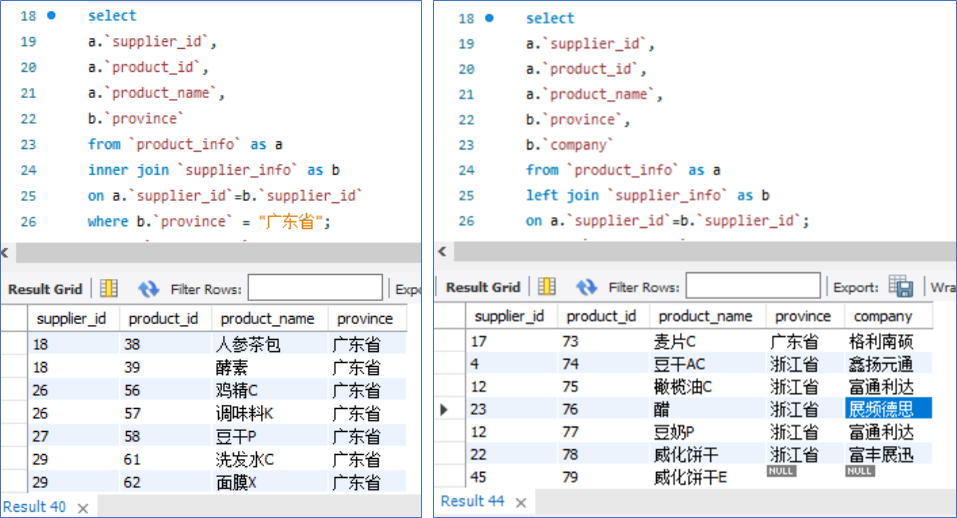 18 select
19 a.`supplier_id`,
20 a.`product_id`,
21 a.`product_name`,
22 b.`province`
23 from `product_info` as a
24 inner join `supplier_info` as b
25 on a.`supplier_id`=b.`supplier_id`
26 where b.`province` = "广东省";
Result Grid Filter Rows: Expo
supplier_id product_id product_name province
18 38 人参茶包 广东省
18 39 酵素 广东省
26 56 鸡精C 广东省
26 57 调味料K 广东省
27 58 豆干P 广东省
29 61 洗发水C 广东省
29 62 面膜X 广东省
Result 40
18 select
19 a.`supplier_id`,
20 a.`product_id`,
21 a.`product_name`,
22 b.`province`,
23 b.`company`
24 from `product_info` as a
25 left join `supplier_info` as b
26 on a.`supplier_id`=b.`supplier_id`;
Result Grid Filter Rows: Export: Wra
supplier_id product_id product_name province company
17 73 麦片C 广东省 格利南硕
4 74 豆干AC 浙江省 鑫扬元通
12 75 橄榄油C 浙江省 富通利达
23 76 醋 浙江省 展频德思
12 77 豆奶P 浙江省 富通利达
22 78 威化饼干 浙江省 富丰展迅
45 79 威化饼干E NULL NULL
Result 44